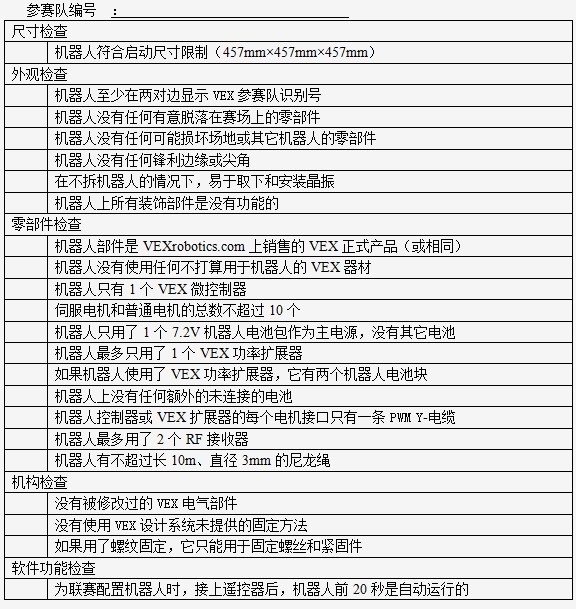 参赛队编号 ：
尺寸检查
机器人符合启动尺寸限制（457mm×457mm×457mm）
外观检查
机器人至少在两对边显示 VEX 参赛队识别号
机器人没有任何有意脱落在赛场上的零部件
机器人没有任何可能损坏场地或其它机器人的零部件
机器人没有任何锋利边缘或尖角
在不拆机器人的情况下，易于取下和安装晶振
机器人上所有装饰部件是没有功能的
零部件检查
机器人部件是 VEXrobotics.com 上销售的 VEX 正式产品（或相同）
机器人没有使用任何不打算用于机器人的 VEX 器材
机器人只有 1 个 VEX 微控制器
伺服电机和普通电机的总数不超过 10 个
机器人只用了 1 个 7.2V 机器人电池包作为主电源，没有其它电池
机器人最多只用了 1 个 VEX 功率扩展器
如果机器人使用了 VEX 功率扩展器，它有两个机器人电池块
机器人上没有任何额外的未连接的电池
机器人控制器或 VEX 扩展器的每个电机接口只有一条 PWM Y-电缆
机器人最多用了 2 个 RF 接收器
机器人有不超过长 10m、直径 3mm 的尼龙绳
机构检查
没有被修改过的 VEX 电气部件
没有使用 VEX 设计系统未提供的固定方法
如果用了螺纹固定，它只能用于固定螺丝和紧固件
软件功能检查
为联赛配置机器人时，接上遥控器后，机器人前 20 秒是自动运行的